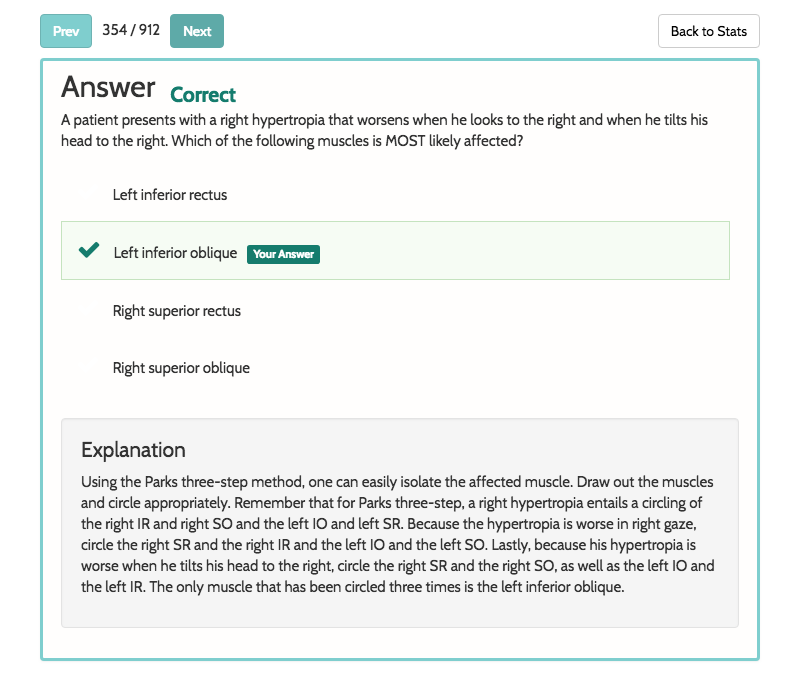 Prev 354 / 912 Next Back to Stats
Answer Correct
A patient presents with a right hypertropia that worsens when he looks to the right and when he tilts his
head to the right. Which of the following muscles is MOST likely affected?
Left inferior rectus
Left inferior oblique Your Answer
Right superior rectus
Right superior oblique
Explanation
Using the Parks three-step method, one can easily isolate the affected muscle. Draw out the muscles
and circle appropriately. Remember that for Parks three-step, a right hypertropia entails a circling of
the right IR and right SO and the left IO and left SR. Because the hypertropia is worse in right gaze,
circle the right SR and the right IR and the left IO and the left SO. Lastly, because his hypertropia is
worse when he tilts his head to the right, circle the right SR and the right SO, as well as the left IO and
the left IR. The only muscle that has been circled three times is the left inferior oblique.